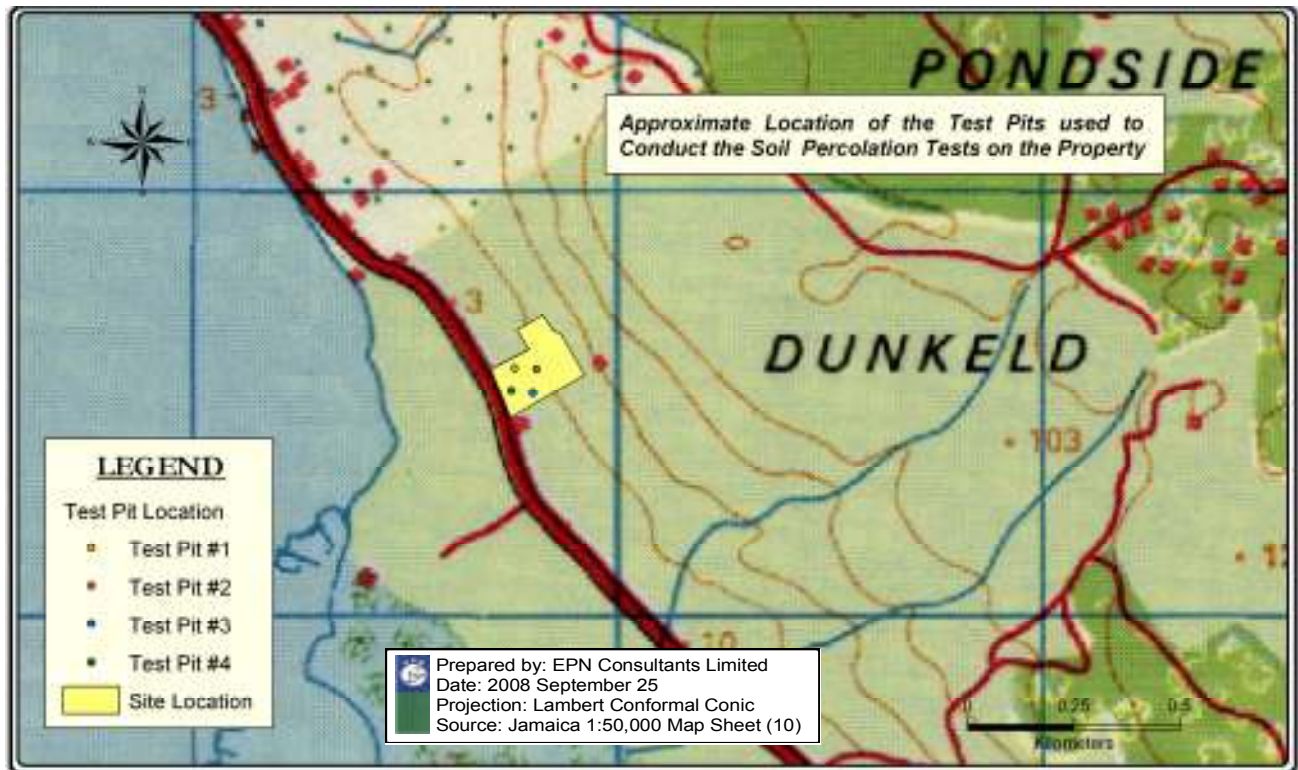 PONDSIDE
3
Approximate Location of the Test Pits used to
Conduct the Soil Percolation Tests on the Property
3
DUNKELD
103
LEGEND
Test Pit Location
Test Pit #1
Test Pit #2
Test Pit #3
Test Pit #4
Site Location
10
Prepared by: EPN Consultants Limited
Date: 2008 September 25
Projection: Lambert Conformal Conic
Source: Jamaica 1:50,000 Map Sheet (10)
0 0.25 0.5
Kilometers